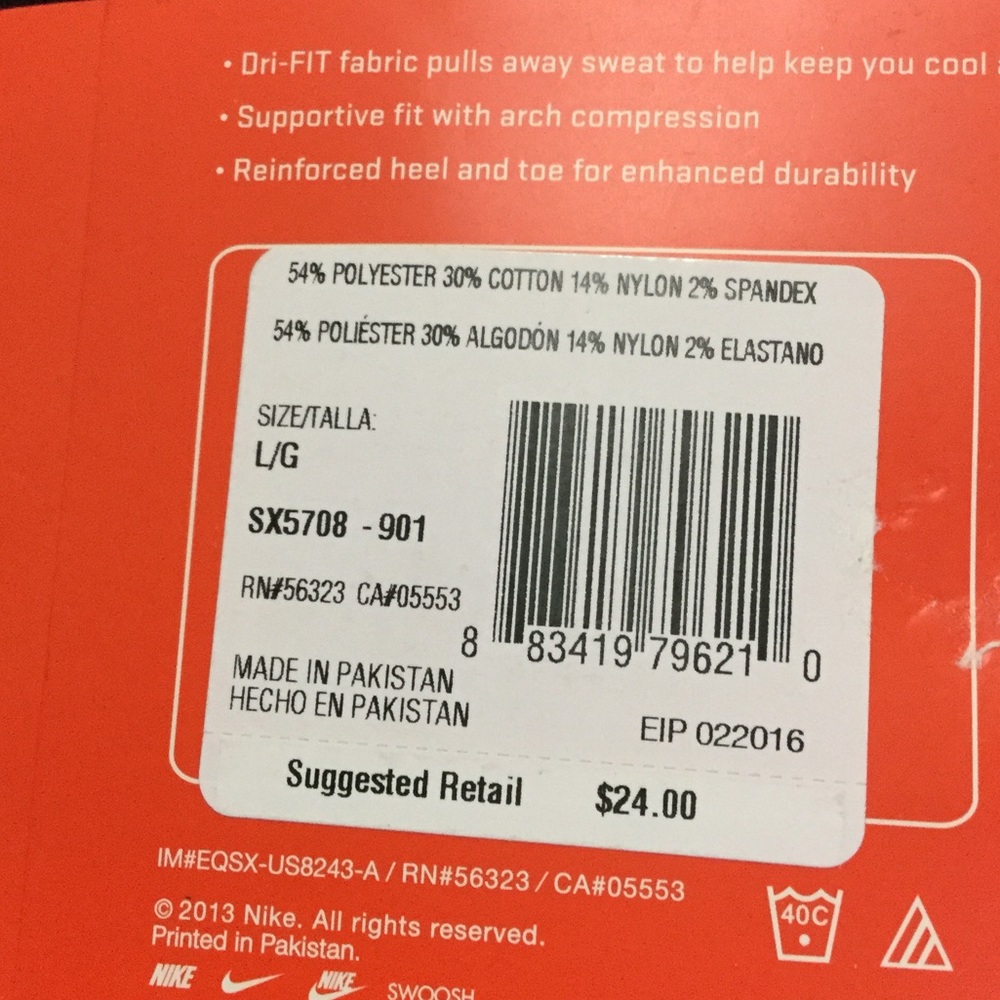 • Dri-FIT fabric pulls away sweat to help keep you cool
• Supportive fit with arch compression
• Reinforced heel and toe for enhanced durability
54% POLYESTER 30% COTTON 14% NYLON 2% SPANDEX
54% POLIÉSTER 30% ALGODÓN 14% NYLON 2% ELASTANO
SIZE/TALLA:
L/G
SX5708 - 901
RN#56323 CA#05553
8 83419 79621 0
MADE IN PAKISTAN
HECHO EN PAKISTAN
EIP 022016
Suggested Retail $24.00
IM#EQSX-US8243-A / RN#56323 / CA#05553
© 2013 Nike. All rights reserved.
Printed in Pakistan.
40C
NIKE NIKE SWOOSH